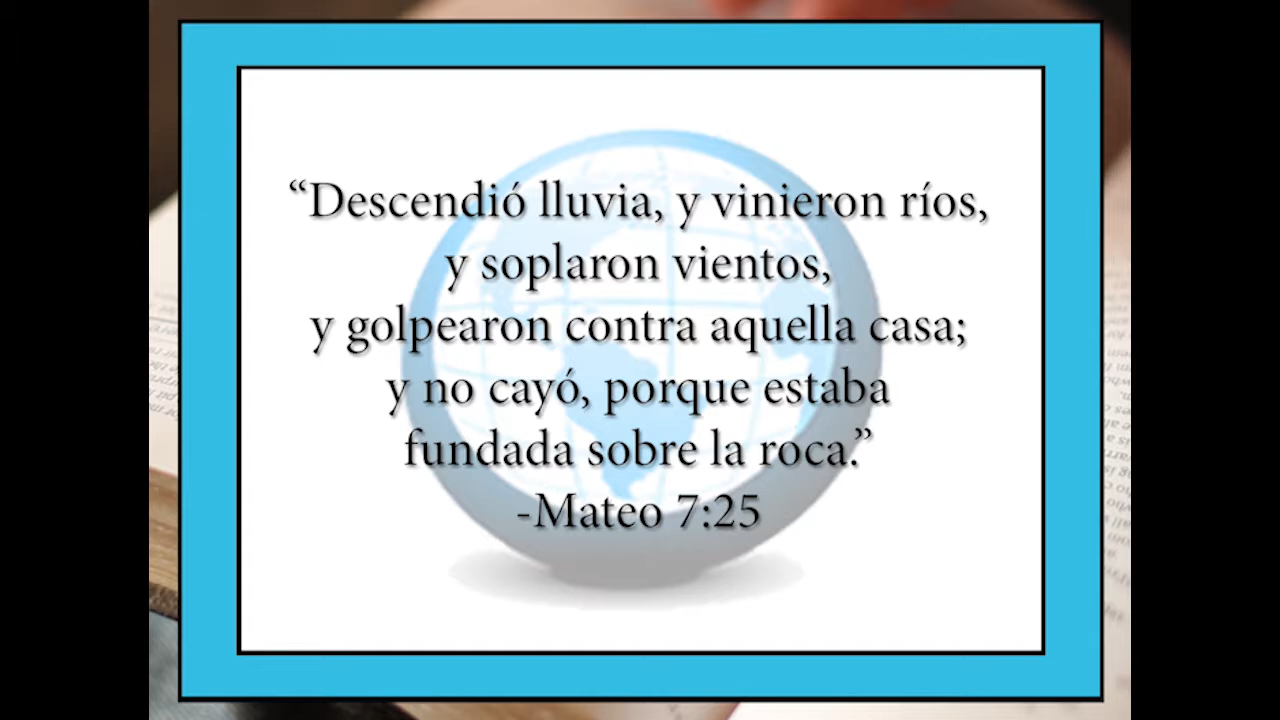 “Descendió lluvia, y vinieron ríos,
y soplaron vientos,
y golpearon contra aquella casa;
y no cayó, porque estaba
fundada sobre la roca.”
-Mateo 7:25